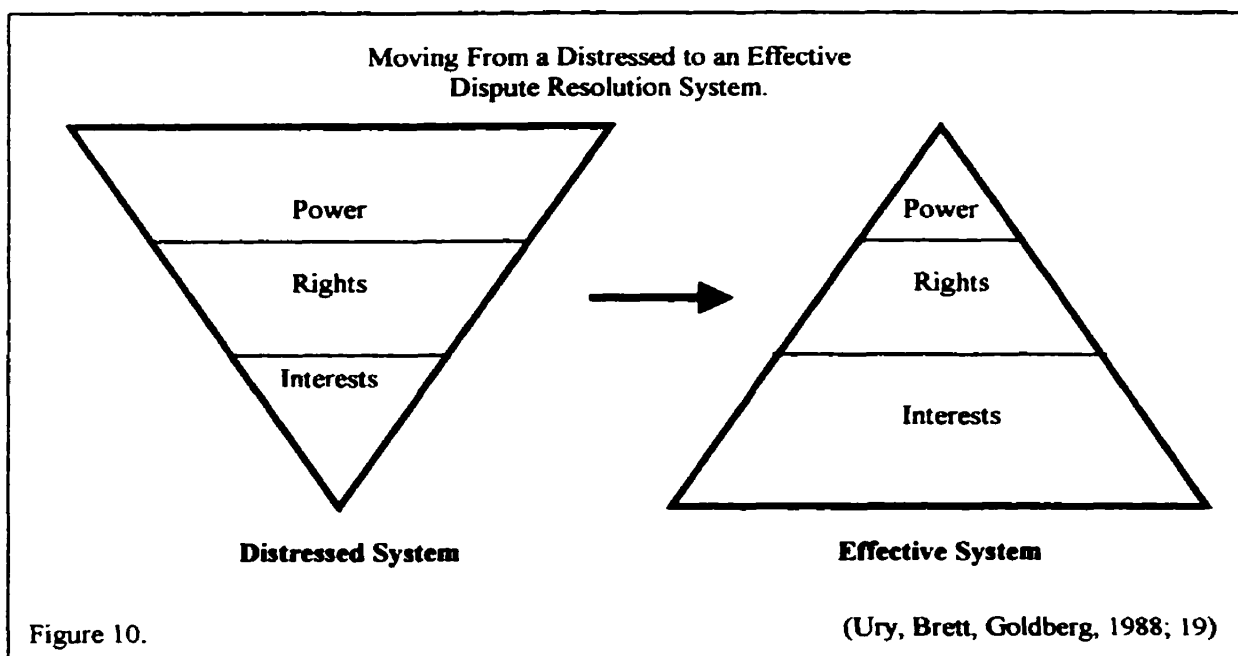 Moving From a Distressed to an Effective
Dispute Resolution System.
Power
Rights
Interests
Distressed System
Power
Rights
Interests
Effective System
Figure 10.
(Ury, Brett, Goldberg, 1988; 19)